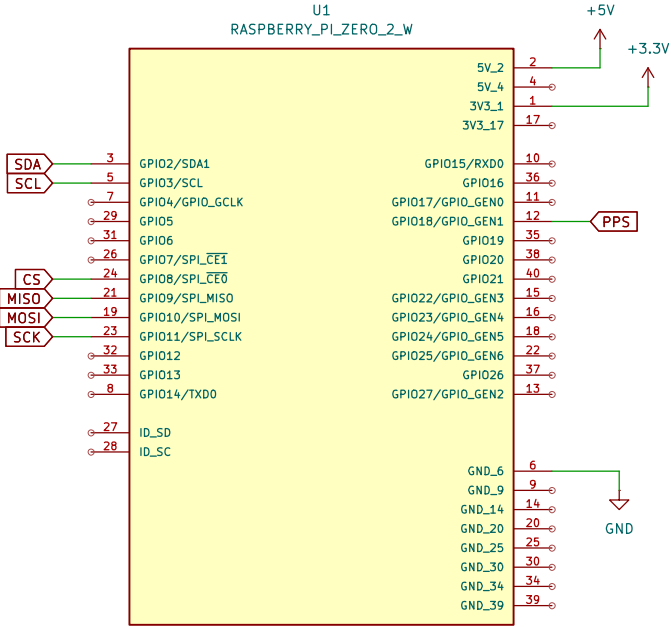 U1
RASPBERRY_PI_ZERO_2_W
+5V
+3.3V
5V_2 2
5V_4 4
3V3_1 1
3V3_17 17
SDA 3 GPIO2/SDA1 GPIO15/RXD0 10
SCL 5 GPIO3/SCL GPIO16 36
7 GPIO4/GPIO_GCLK GPIO17/GPIO_GEN0 11
29 GPIO5 GPIO18/GPIO_GEN1 12 PPS
31 GPIO6 GPIO19 35
26 GPIO7/SPI_CE1 GPIO20 38
CS 24 GPIO8/SPI_CE0 GPIO21 40
MISO 21 GPIO9/SPI_MISO GPIO22/GPIO_GEN3 15
MOSI 19 GPIO10/SPI_MOSI GPIO23/GPIO_GEN4 16
SCK 23 GPIO11/SPI_SCLK GPIO24/GPIO_GEN5 18
32 GPIO12 GPIO25/GPIO_GEN6 22
33 GPIO13 GPIO26 37
8 GPIO14/TXD0 GPIO27/GPIO_GEN2 13
27 ID_SD
28 ID_SC
GND_6 6
GND_9 9
GND_14 14
GND_20 20
GND
GND_25 25
GND_30 30
GND_34 34
GND_39 39